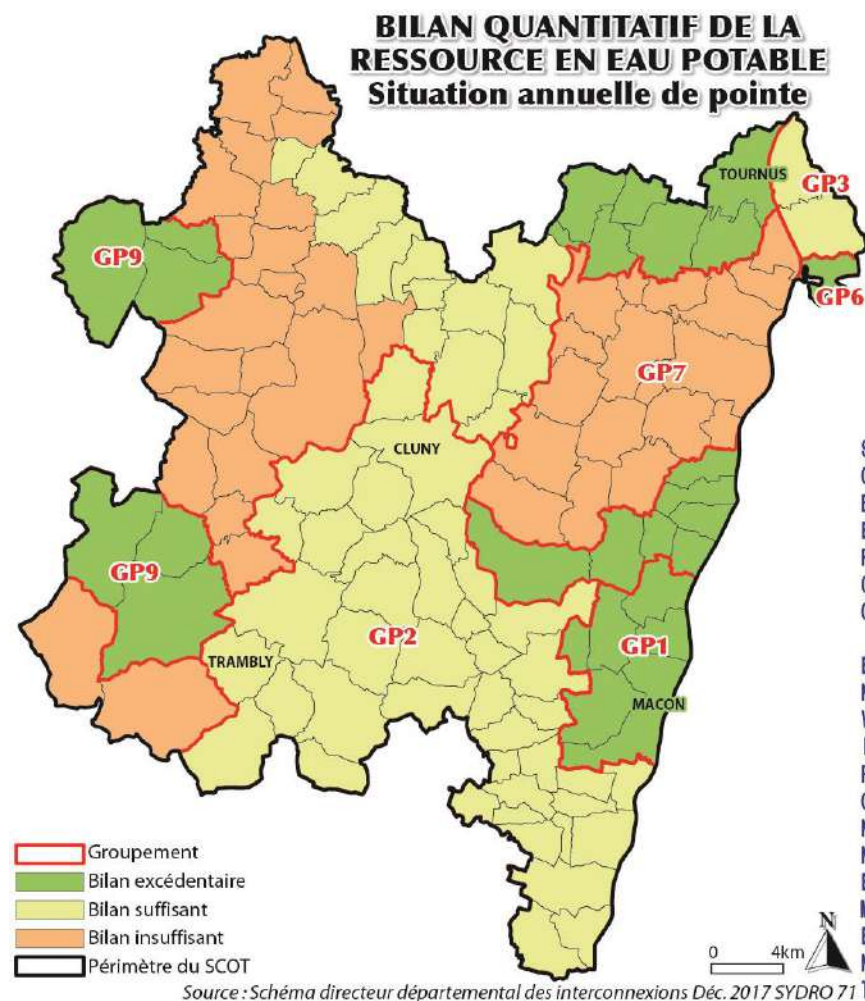 BILAN QUANTITATIF DE LA
RESSOURCE EN EAU POTABLE
Situation annuelle de pointe
TOURNUS
GP3
GP9
GP6
GP7
CLUNY
GP9
GP2
GP1
TRAMBLY
MACON
Groupement
Bilan excédentaire
Bilan suffisant
Bilan insuffisant
Périmètre du SCOT
N
0 4km
Source : Schéma directeur départemental des interconnexions Déc. 2017 SYDRO 71